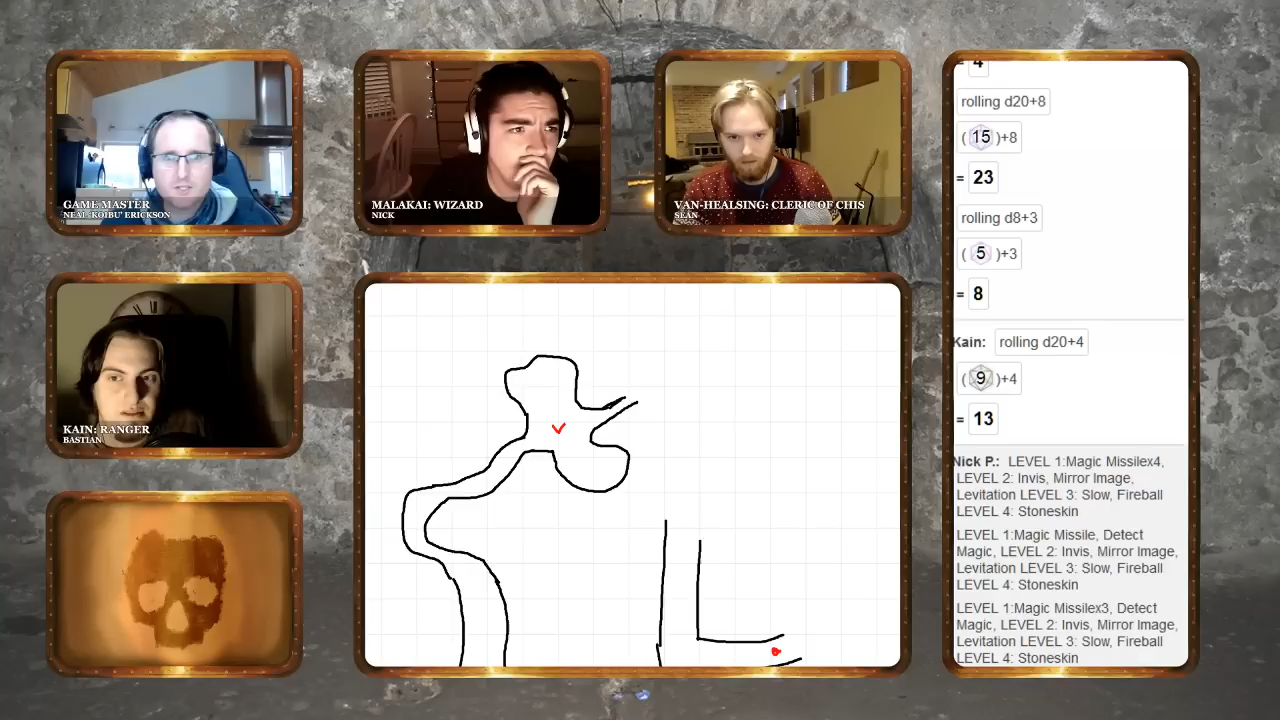 GAME MASTER
NEAL 'KOIBU' ERICKSON
MALAKAI: WIZARD
NICK
VAN-HEALSING: CLERIC OF CHIS
SEAN
KAIN: RANGER
BASTIAN
= 4
rolling d20+8
(15)+8
= 23
rolling d8+3
(5)+3
= 8
Kain: rolling d20+4
(9)+4
= 13
Nick P.: LEVEL 1:Magic Missilex4,
LEVEL 2: Invis, Mirror Image,
Levitation LEVEL 3: Slow, Fireball
LEVEL 4: Stoneskin
LEVEL 1:Magic Missile, Detect
Magic, LEVEL 2: Invis, Mirror Image,
Levitation LEVEL 3: Slow, Fireball
LEVEL 4: Stoneskin
LEVEL 1:Magic Missilex3, Detect
Magic, LEVEL 2: Invis, Mirror Image,
Levitation LEVEL 3: Slow, Fireball
LEVEL 4: Stoneskin